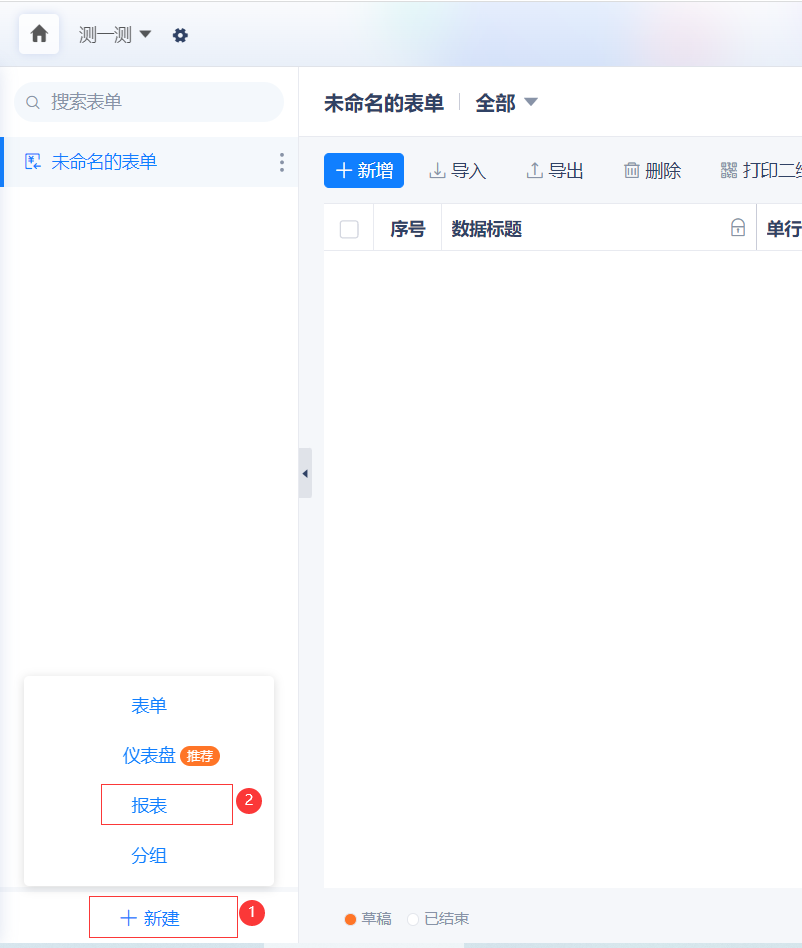 测一测
搜索表单
未命名的表单
未命名的表单 全部
新增 导入 导出 删除 打印二
序号 数据标题 单行
表单
仪表盘 推荐
报表 2
分组
新建 1
草稿 已结束